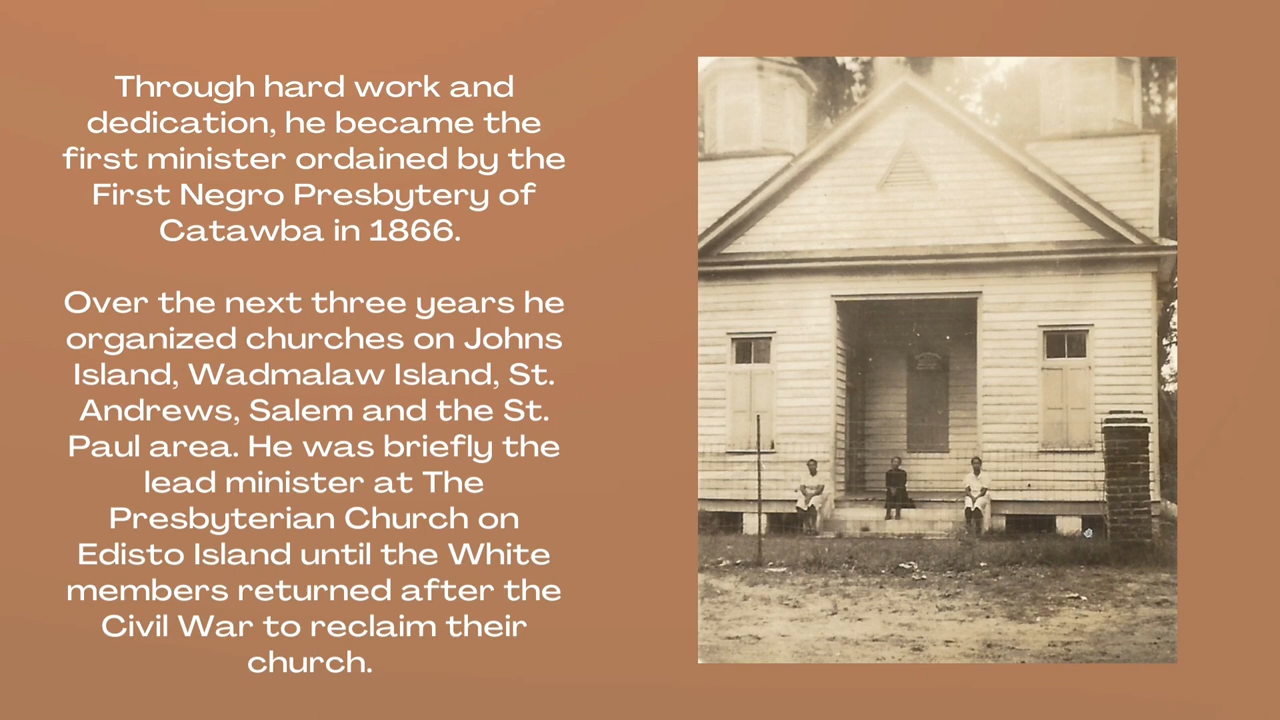 Through hard work and
dedication, he became the
first minister ordained by the
First Negro Presbytery of
Catawba in 1866.
Over the next three years he
organized churches on Johns
Island, Wadmalaw Island, St.
Andrews, Salem and the St.
Paul area. He was briefly the
lead minister at The
Presbyterian Church on
Edisto Island until the White
members returned after the
Civil War to reclaim their
church.